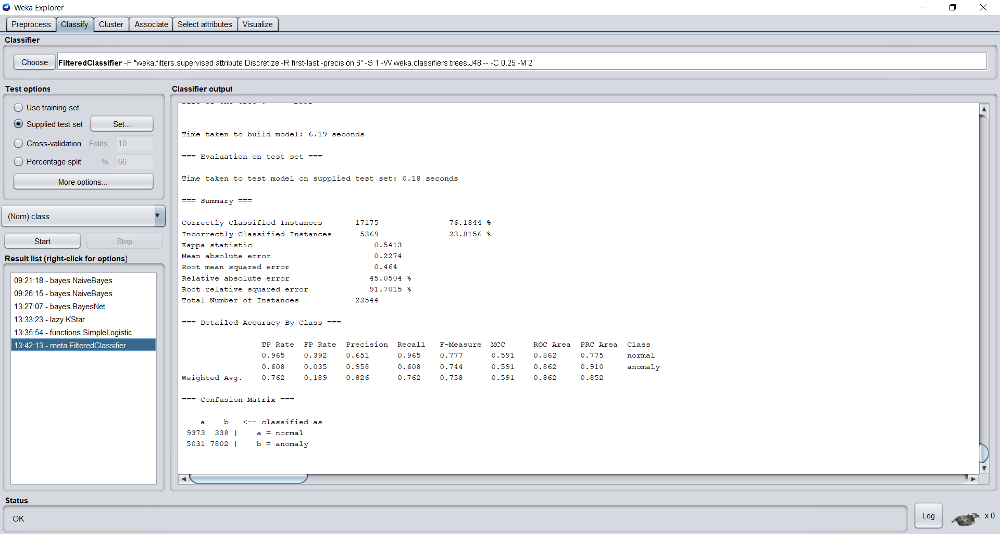 Weka Explorer
Preprocess Classify Cluster Associate Select attributes Visualize
Classifier
Choose FilteredClassifier -F "weka.filters.supervised.attribute.Discretize -R first-last -precision 6" -S 1 -W weka.classifiers.trees.J48 -- -C 0.25 -M 2
Test options
Use training set
Supplied test set Set...
Cross-validation Folds 10
Percentage split % 66
More options...
(Nom) class
Start Stop
Result list (right-click for options)
09:21:18 - bayes.NaiveBayes
09:26:15 - bayes.NaiveBayes
13:27:07 - bayes.BayesNet
13:33:23 - lazy.KStar
13:35:54 - functions.SimpleLogistic
13:42:13 - meta.FilteredClassifier
Classifier output
Time taken to build model: 6.19 seconds
=== Evaluation on test set ===
Time taken to test model on supplied test set: 0.18 seconds
=== Summary ===
Correctly Classified Instances 17175 76.1844 %
Incorrectly Classified Instances 5369 23.8156 %
Kappa statistic 0.5413
Mean absolute error 0.2274
Root mean squared error 0.464
Relative absolute error 45.0504 %
Root relative squared error 91.7015 %
Total Number of Instances 22544
=== Detailed Accuracy By Class ===
TP Rate FP Rate Precision Recall F-Measure MCC ROC Area PRC Area Class
0.965 0.392 0.651 0.965 0.777 0.591 0.862 0.775 normal
0.608 0.035 0.958 0.608 0.744 0.591 0.862 0.910 anomaly
Weighted Avg. 0.762 0.189 0.826 0.762 0.758 0.591 0.862 0.852
=== Confusion Matrix ===
a b <-- classified as
9373 338 | a = normal
5031 7802 | b = anomaly
Status
OK
Log x 0